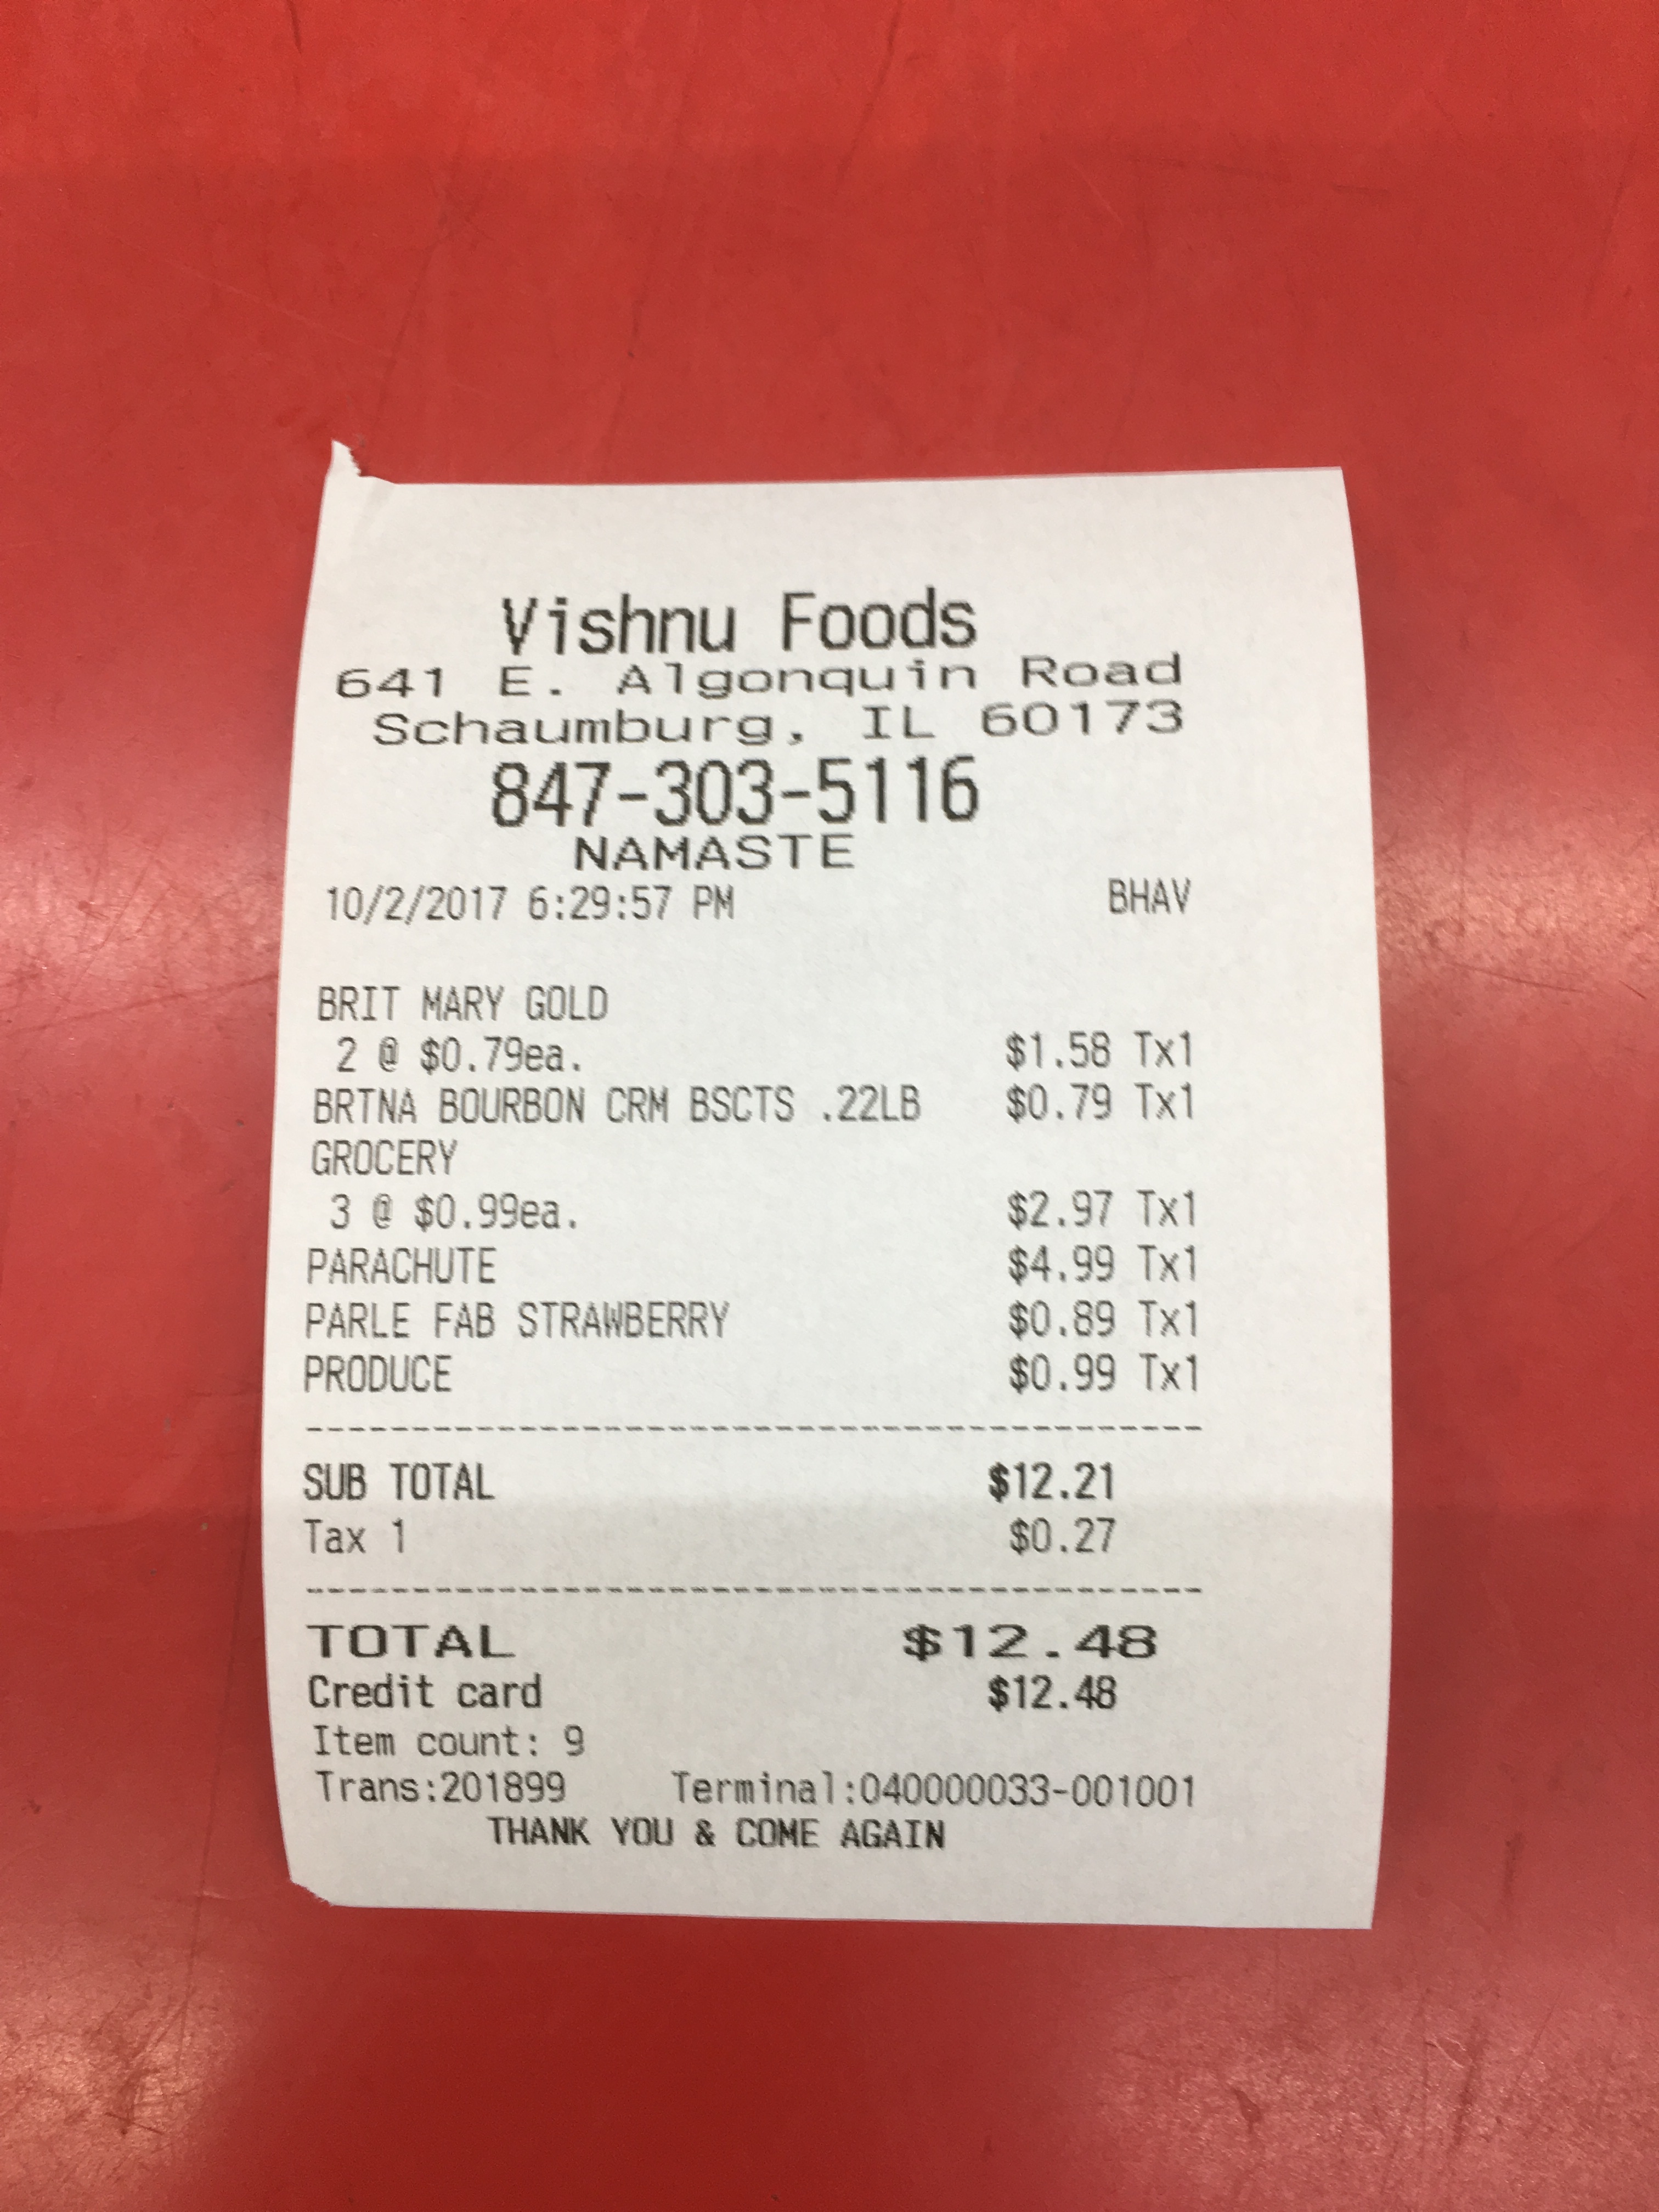 Vishnu Foods
641 E. Algonquin Road
Schaumburg, IL 60173
847-303-5116
NAMASTE
10/2/2017 6:29:57 PM BHAV
BRIT MARY GOLD
2 @ $0.79ea. $1.58 Tx1
BRTNA BOURBON CRM BSCTS .22LB $0.79 Tx1
GROCERY
3 @ $0.99ea. $2.97 Tx1
PARACHUTE $4.99 Tx1
PARLE FAB STRAWBERRY $0.89 Tx1
PRODUCE $0.99 Tx1
------------------------------------------
SUB TOTAL $12.21
Tax 1 $0.27
------------------------------------------
TOTAL $12.48
Credit card $12.48
Item count: 9
Trans:201899 Terminal:040000033-001001
THANK YOU & COME AGAIN